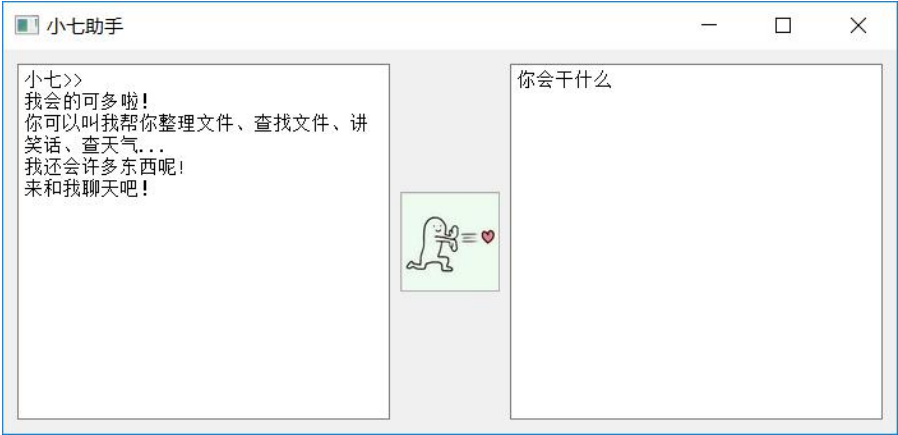 小七助手
小七>>
我会的可多啦!
你可以叫我帮你整理文件、查找文件、讲
笑话、查天气...
我还会许多东西呢!
来和我聊天吧!
你会干什么